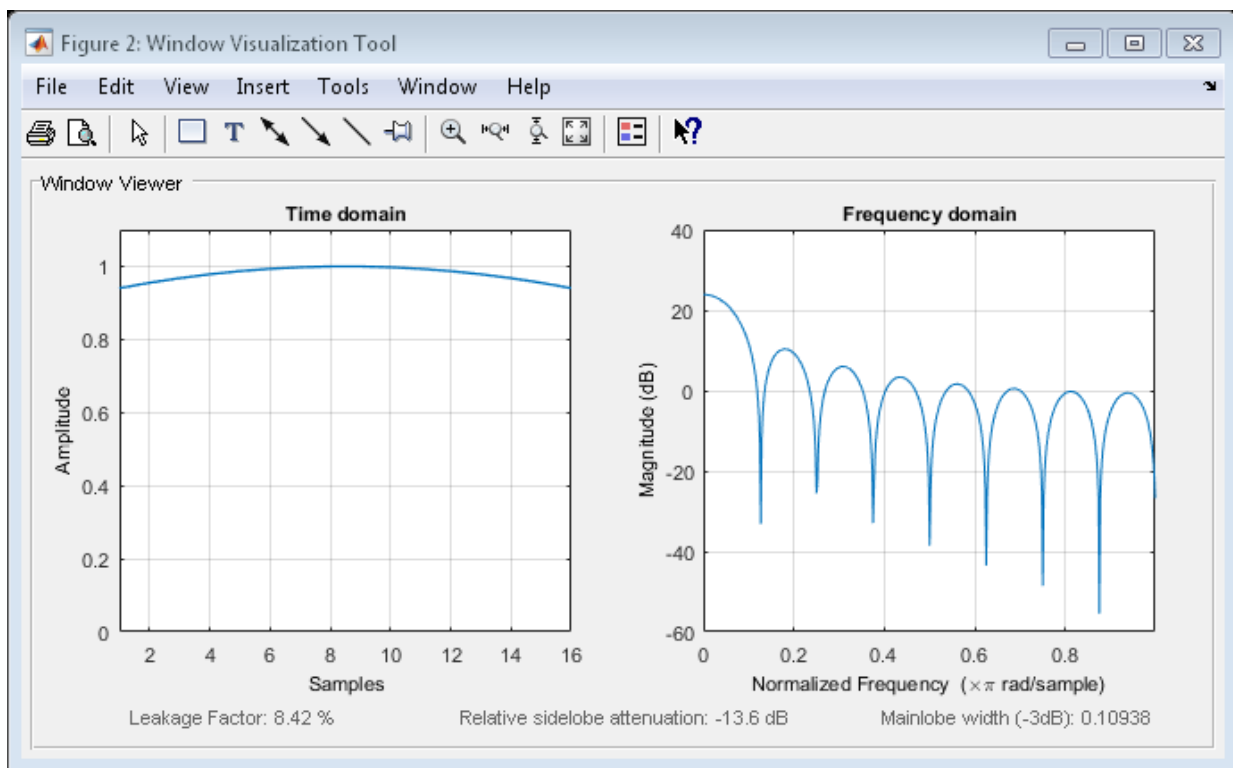 Figure 2: Window Visualization Tool
File Edit View Insert Tools Window Help
T
?
Window Viewer
Time domain
1
0.8
0.6
0.4
0.2
0
Amplitude
2 4 6 8 10 12 14 16
Samples
Frequency domain
40
20
0
-20
-40
-60
Magnitude (dB)
0 0.2 0.4 0.6 0.8
Normalized Frequency (×π rad/sample)
Leakage Factor: 8.42 % Relative sidelobe attenuation: -13.6 dB Mainlobe width (-3dB): 0.10938